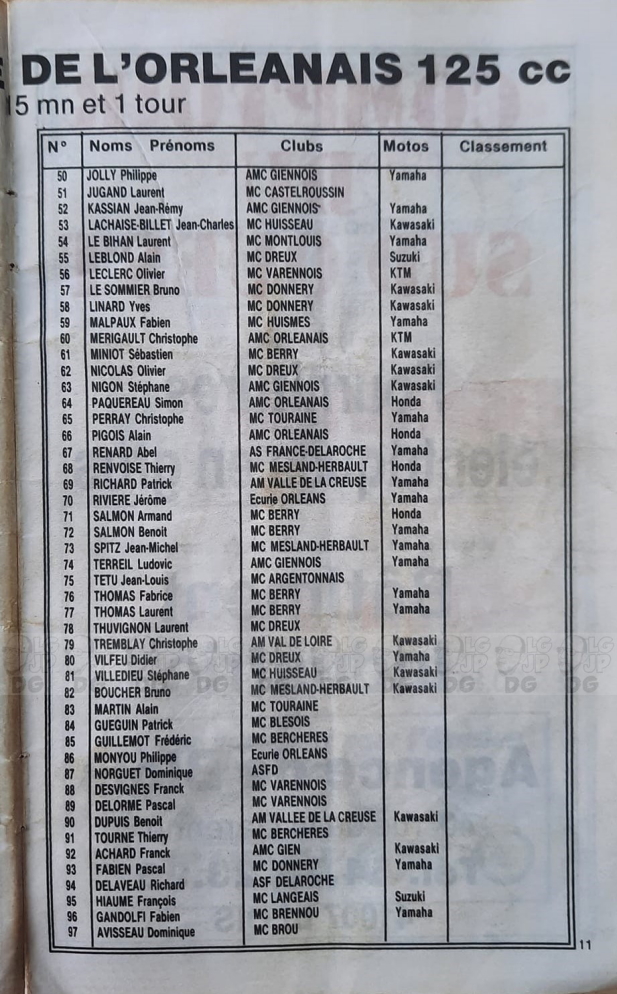 DE L'ORLEANAIS 125 cc
15 mn et 1 tour
N° Noms Prénoms Clubs Motos Classement
50 JOLLY Philippe AMC GIENNOIS Yamaha
51 JUGAND Laurent MC CASTELROUSSIN
52 KASSIAN Jean-Rémy AMC GIENNOIS Yamaha
53 LACHAISE-BILLET Jean-Charles MC HUISSEAU Kawasaki
54 LE BIHAN Laurent MC MONTLOUIS Yamaha
55 LEBLOND Alain MC DREUX Suzuki
56 LECLERC Olivier MC VARENNOIS KTM
57 LE SOMMIER Bruno MC DONNERY Kawasaki
58 LINARD Yves MC DONNERY Kawasaki
59 MALPAUX Fabien MC HUISMES Yamaha
60 MERIGAULT Christophe AMC ORLEANAIS KTM
61 MINIOT Sébastien MC BERRY Kawasaki
62 NICOLAS Olivier MC DREUX Kawasaki
63 NIGON Stéphane AMC GIENNOIS Kawasaki
64 PAQUEREAU Simon AMC ORLEANAIS Honda
65 PERRAY Christophe MC TOURAINE Yamaha
66 PIGOIS Alain AMC ORLEANAIS Honda
67 RENARD Abel AS FRANCE-DELAROCHE Yamaha
68 RENVOISE Thierry MC MESLAND-HERBAULT Honda
69 RICHARD Patrick AM VALLE DE LA CREUSE Yamaha
70 RIVIERE Jérôme Ecurie ORLEANS Yamaha
71 SALMON Armand MC BERRY Honda
72 SALMON Benoit MC BERRY Yamaha
73 SPITZ Jean-Michel MC MESLAND-HERBAULT Yamaha
74 TERREIL Ludovic AMC GIENNOIS Yamaha
75 TETU Jean-Louis MC ARGENTONNAIS
76 THOMAS Fabrice MC BERRY Yamaha
77 THOMAS Laurent MC BERRY Yamaha
78 THUVIGNON Laurent MC DREUX
79 TREMBLAY Christophe AM VAL DE LOIRE Kawasaki
80 VILFEU Didier MC DREUX Yamaha
81 VILLEDIEU Stéphane MC HUISSEAU Kawasaki
82 BOUCHER Bruno MC MESLAND-HERBAULT Kawasaki
83 MARTIN Alain MC TOURAINE
84 GUEGUIN Patrick MC BLESOIS
85 GUILLEMOT Frédéric MC BERCHERES
86 MONYOU Philippe Ecurie ORLEANS
87 NORGUET Dominique ASFD
88 DESVIGNES Franck MC VARENNOIS
89 DELORME Pascal MC VARENNOIS
90 DUPUIS Benoit AM VALLEE DE LA CREUSE Kawasaki
91 TOURNE Thierry MC BERCHERES
92 ACHARD Franck AMC GIEN Kawasaki
93 FABIEN Pascal MC DONNERY Yamaha
94 DELAVEAU Richard ASF DELAROCHE
95 HIAUME François MC LANGEAIS Suzuki
96 GANDOLFI Fabien MC BRENNOU Yamaha
97 AVISSEAU Dominique MC BROU
11